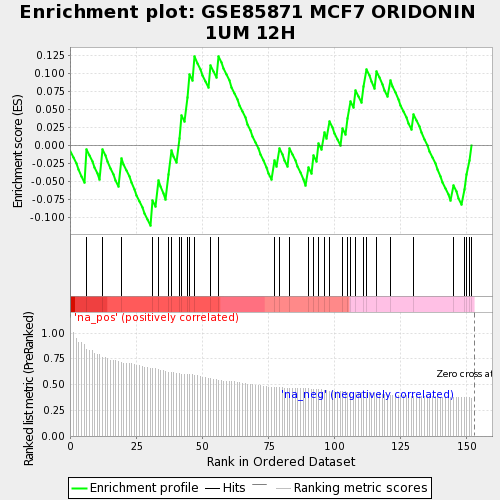 Enrichment plot: GSE85871 MCF7 ORIDONIN
1UM 12H
Enrichment score (ES)
0.125
0.100
0.075
0.050
0.025
0.000
-0.025
-0.050
-0.075
-0.100
'na_pos' (positively correlated)
Ranked list metric (PreRanked)
1.00
0.75
0.50
0.25
0.00
Zero cross at
'na_neg' (negatively correlated)
0 25 50 75 100 125 150
Rank in Ordered Dataset
Enrichment profile Hits Ranking metric scores